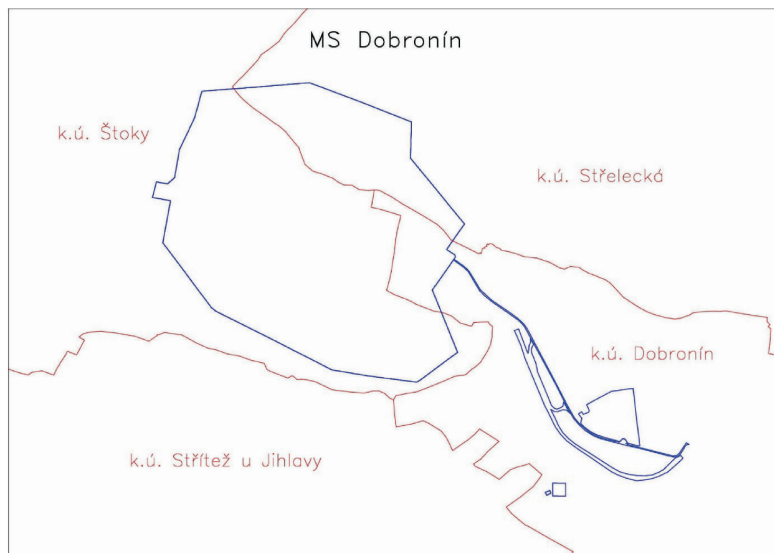 MS Dobronín
k.ú. Štoky
k.ú. Střelecká
k.ú. Dobronín
k.ú. Střítež u Jihlavy